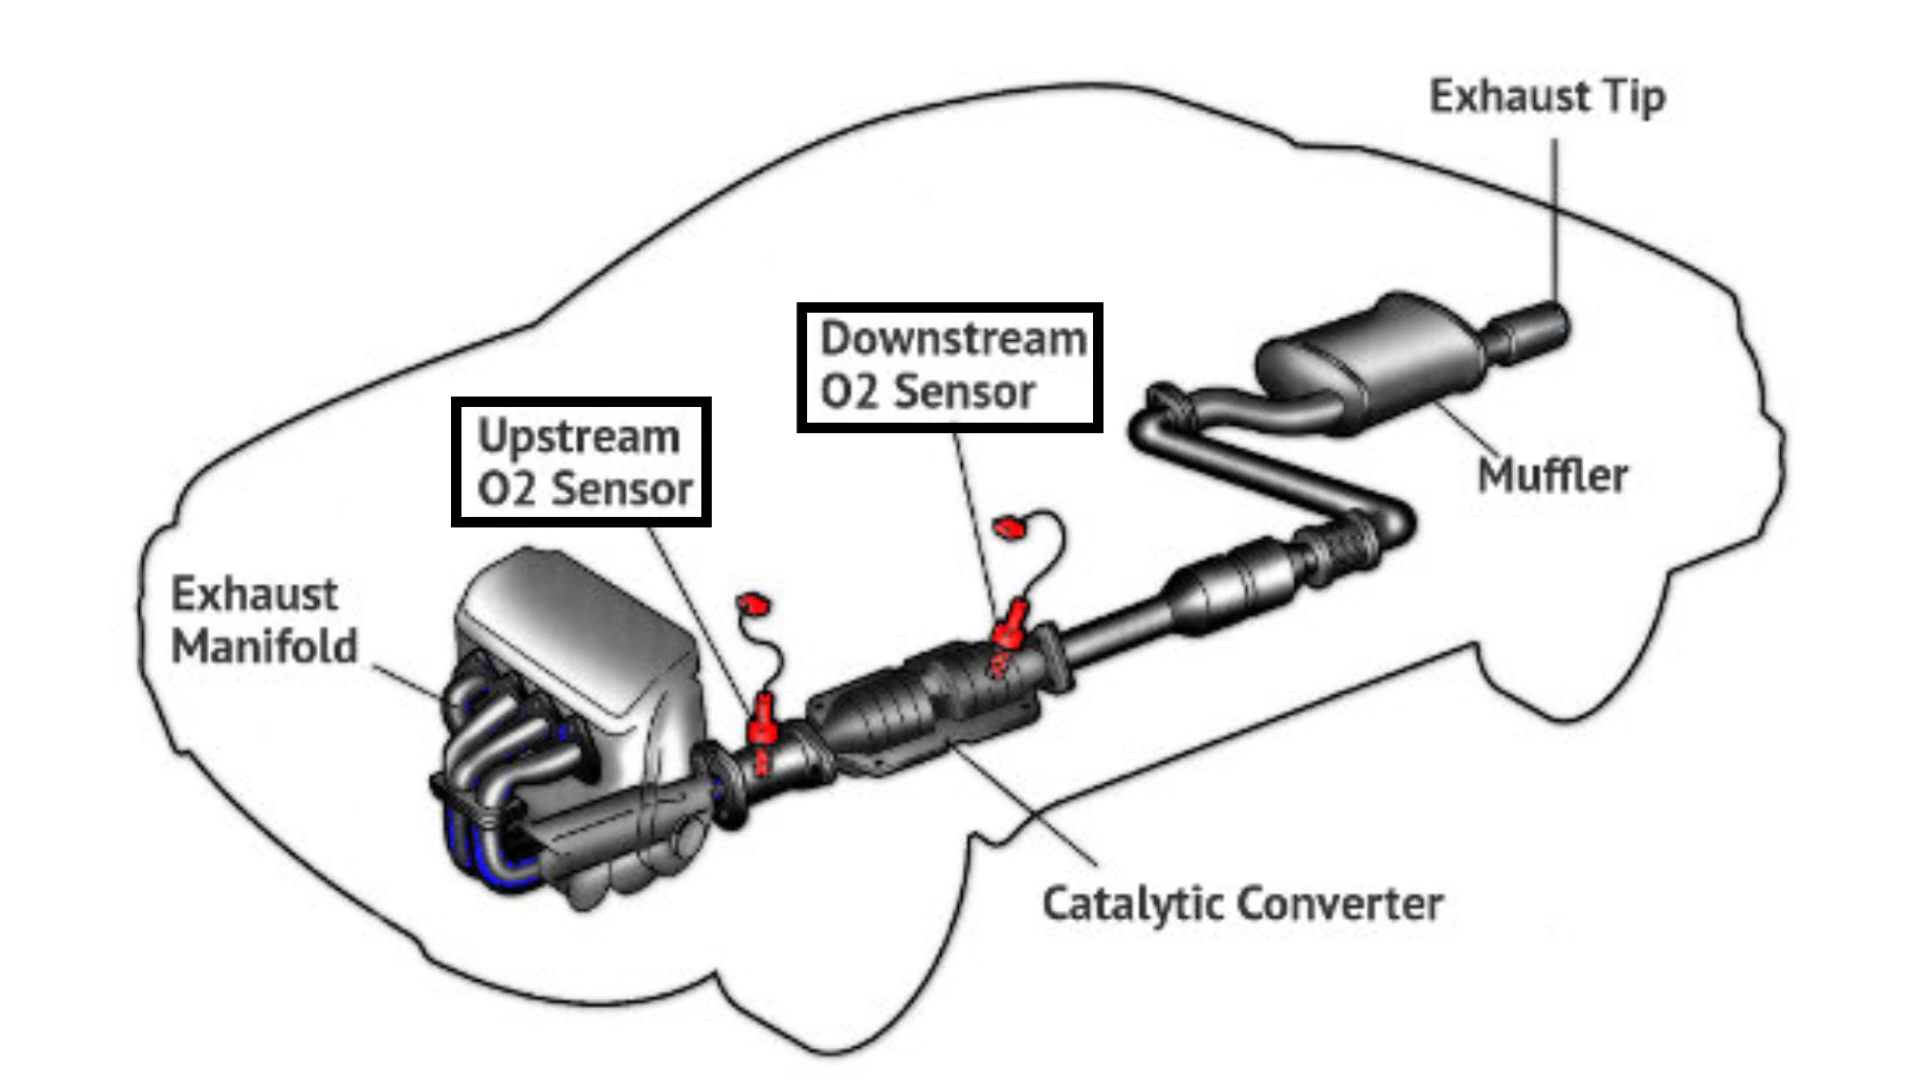 Exhaust Tip
Downstream
O2 Sensor
Upstream
O2 Sensor
Muffler
Exhaust
Manifold
Catalytic Converter